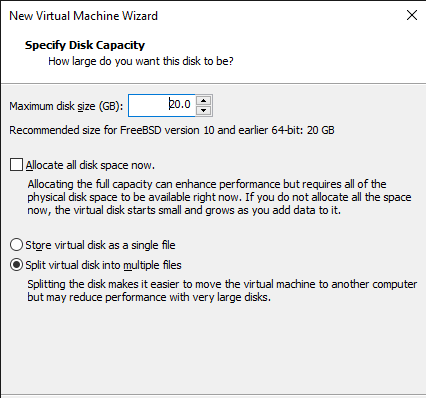 New Virtual Machine Wizard
Specify Disk Capacity
How large do you want this disk to be?
Maximum disk size (GB): 20.0
Recommended size for FreeBSD version 10 and earlier 64-bit: 20 GB
Allocate all disk space now.
Allocating the full capacity can enhance performance but requires all of the
physical disk space to be available right now. If you do not allocate all the space
now, the virtual disk starts small and grows as you add data to it.
Store virtual disk as a single file
Split virtual disk into multiple files
Splitting the disk makes it easier to move the virtual machine to another computer
but may reduce performance with very large disks.